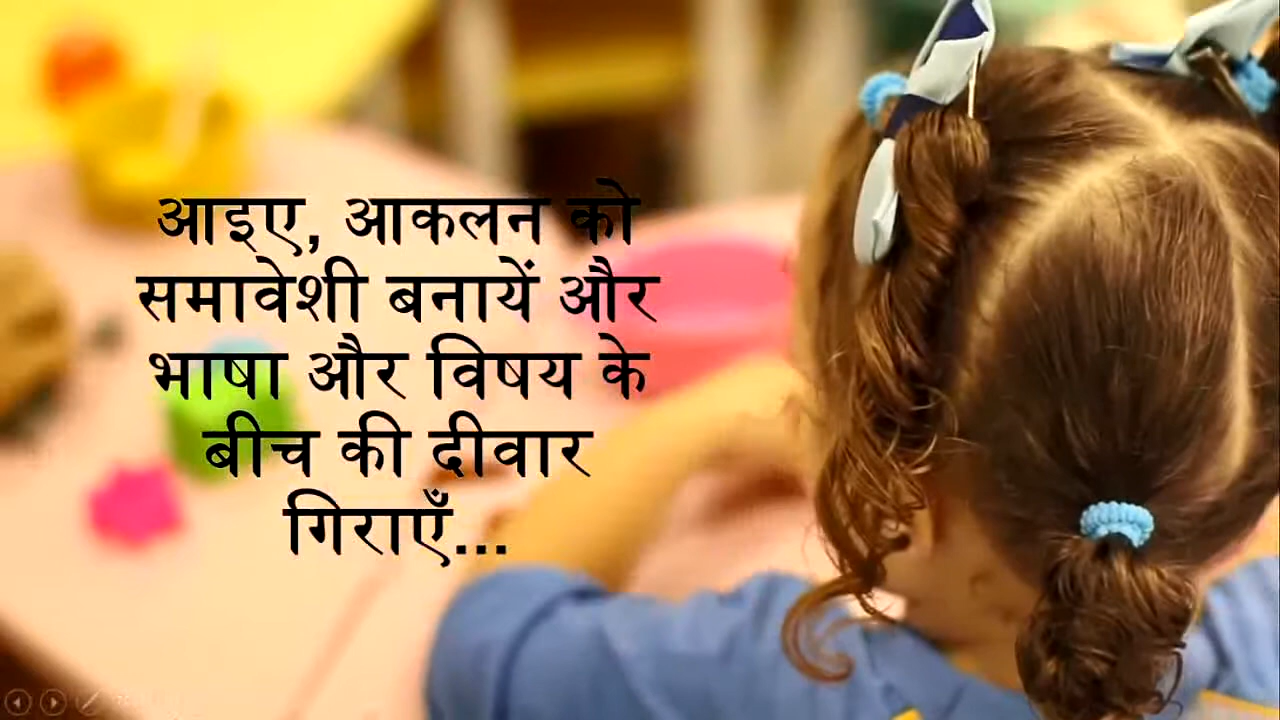 आइए, आकलन को
समावेशी बनायें और
भाषा और विषय के
बीच की दीवार
गिराएँ...